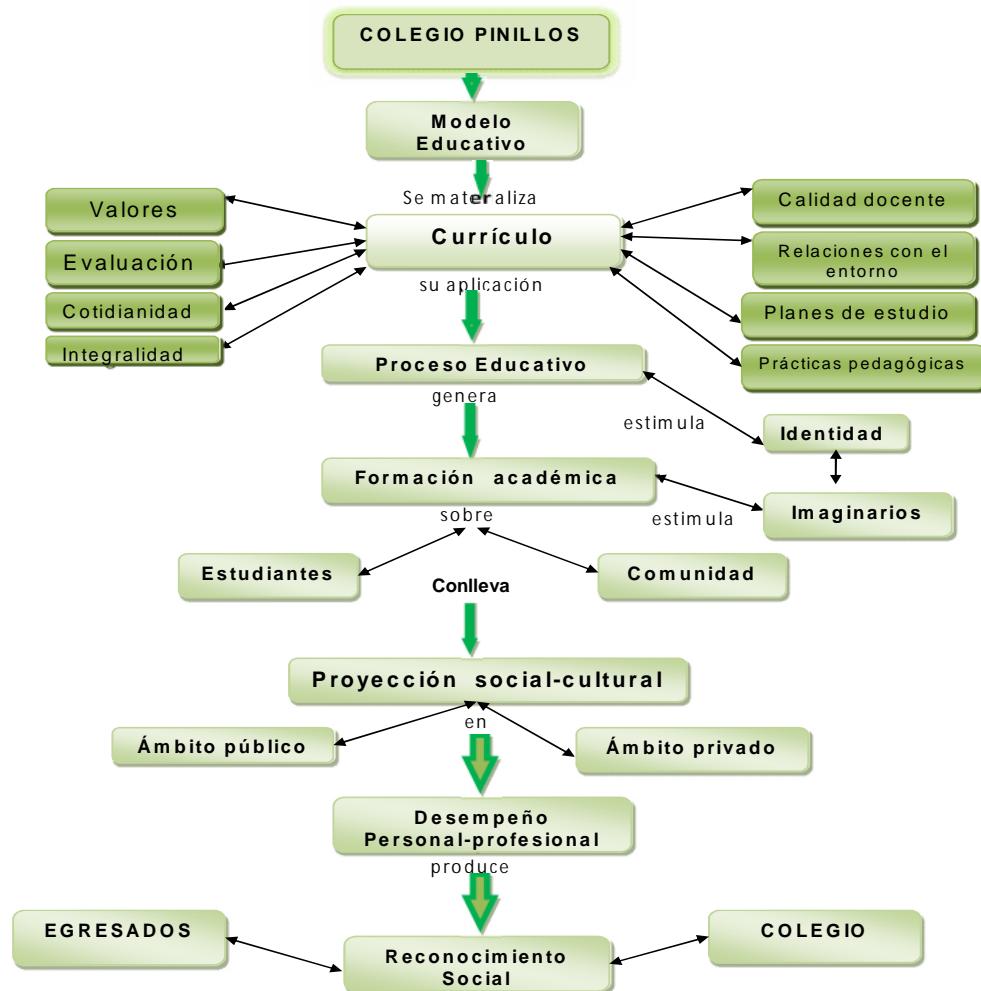 COLEGIO PINILLOS
Modelo
Educativo
Se materaliza
Valores
Evaluación
Cotidianidad
Integralidad
Currículo
Calidad docente
Relaciones con el
entorno
Planes de estudio
Prácticas pedagógicas
su aplicación
Proceso Educativo
genera
estimula
Identidad
Formación académica
sobre
estimula
Imaginarios
Estudiantes
Comunidad
Conlleva
Proyección social-cultural
en
Ámbito público
Ámbito privado
Desempeño
Personal-profesional
produce
EGRESADOS
COLEGIO
Reconocimiento
Social